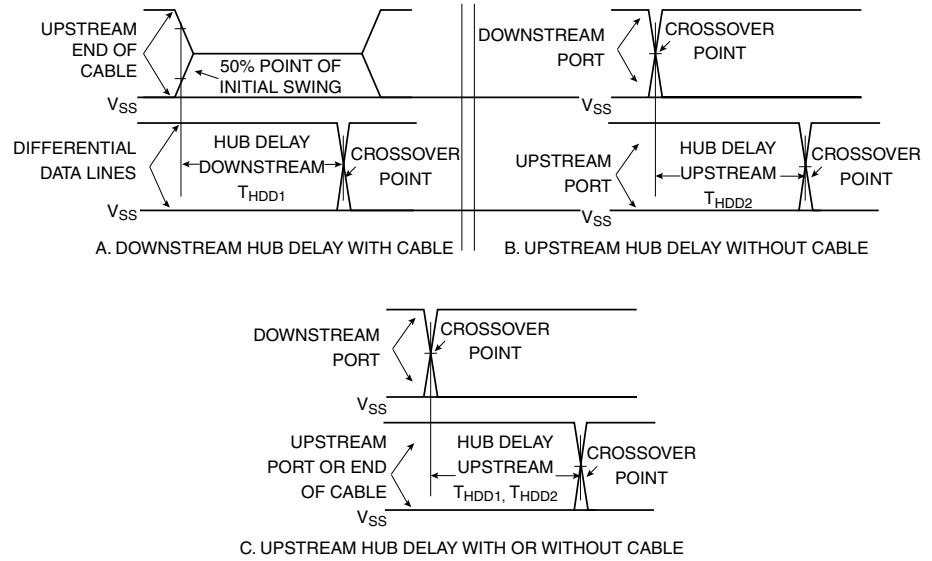 UPSTREAM
END OF
CABLE
50% POINT OF
INITIAL SWING
VSS
DIFFERENTIAL
DATA LINES
HUB DELAY
DOWNSTREAM
THDD1
CROSSOVER
POINT
VSS
A. DOWNSTREAM HUB DELAY WITH CABLE
DOWNSTREAM
PORT
CROSSOVER
POINT
VSS
UPSTREAM
PORT
HUB DELAY
UPSTREAM
THDD2
CROSSOVER
POINT
VSS
B. UPSTREAM HUB DELAY WITHOUT CABLE
DOWNSTREAM
PORT
CROSSOVER
POINT
VSS
UPSTREAM
PORT OR END
OF CABLE
HUB DELAY
UPSTREAM
THDD1, THDD2
CROSSOVER
POINT
VSS
C. UPSTREAM HUB DELAY WITH OR WITHOUT CABLE